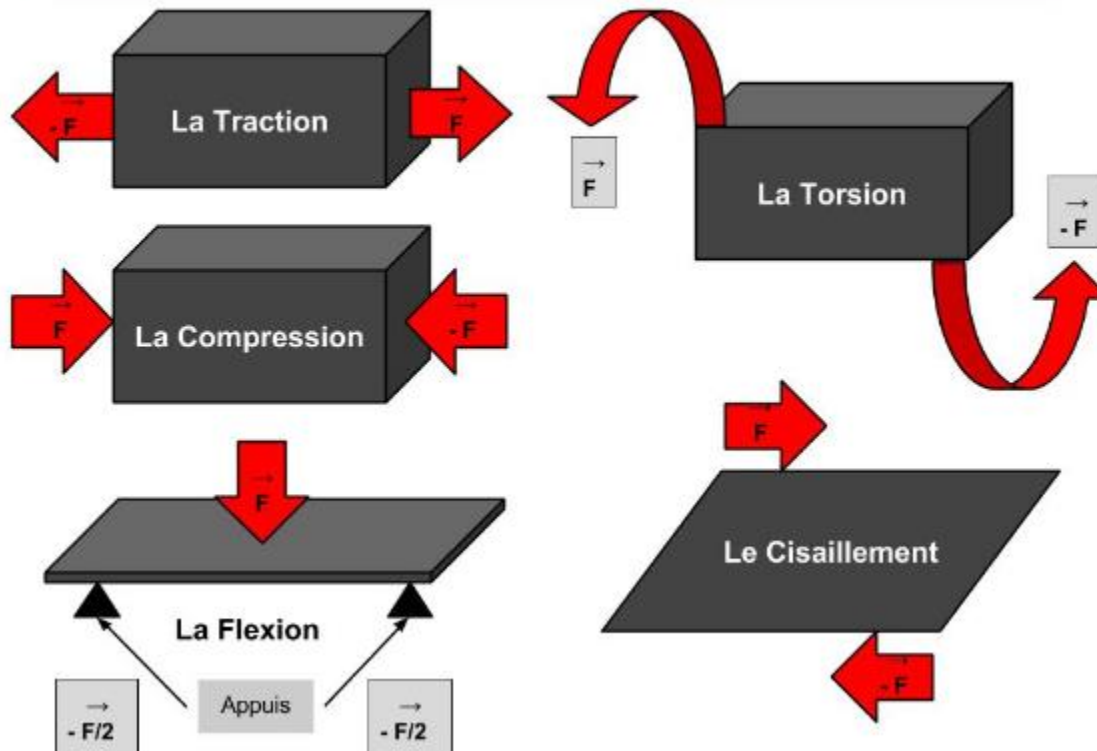 La Traction
- F
F
La Compression
F
- F
F
La Flexion
Appuis
- F/2
- F/2
La Torsion
F
- F
F
Le Cisaillement
- F